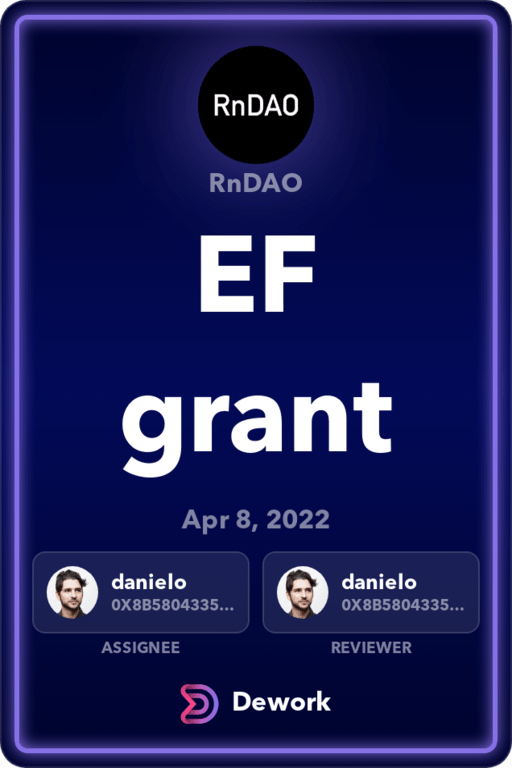 RnDAO
RnDAO
EF
grant
Apr 8, 2022
danielo
0X8B5804335...
ASSIGNEE
danielo
0X8B5804335...
REVIEWER
Dework